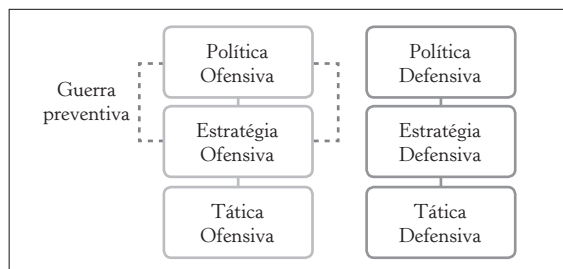 Política
Ofensiva
Política
Defensiva
Guerra
preventiva
Estratégia
Ofensiva
Estratégia
Defensiva
Tática
Ofensiva
Tática
Defensiva